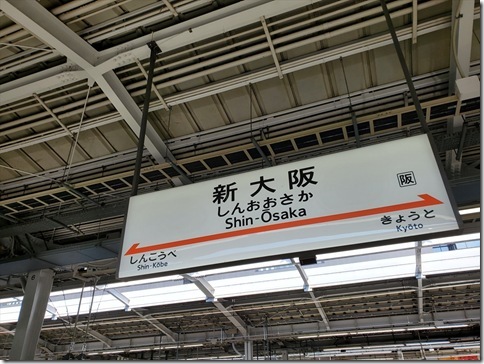 新大阪
阪
しんおおさか
Shin-Ōsaka
しんこうべ
Shin-Kōbe
きょうと
Kyōto